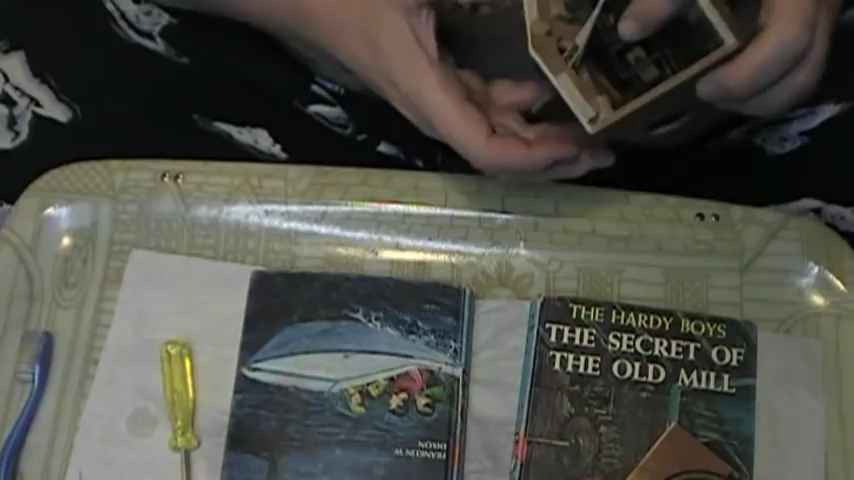 THE HARDY BOYS
THE SECRET OF
THE OLD MILL
FRANKLIN W.
DIXON